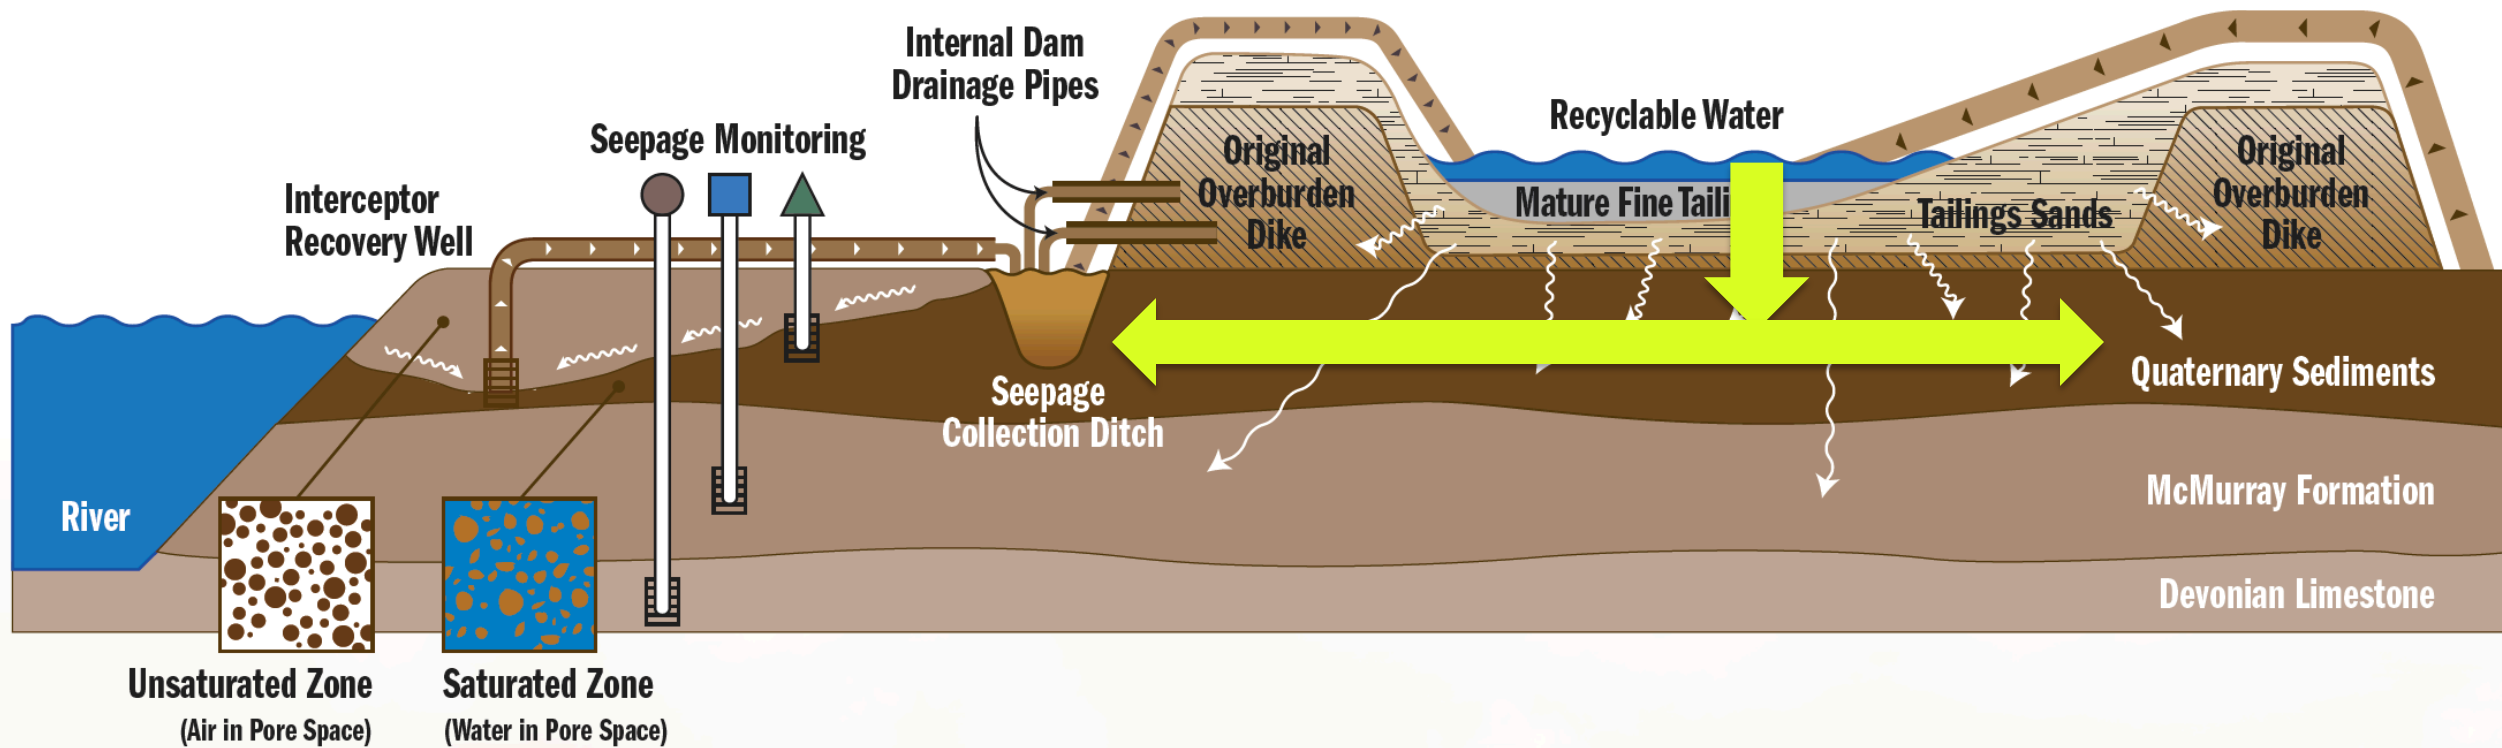 Internal Dam
Drainage Pipes
Recyclable Water
Seepage Monitoring
Original
Overburden
Dike
Original
Overburden
Dike
Interceptor
Recovery Well
Mature Fine Taili
Tailings Sands
Quaternary Sediments
Seepage
Collection Ditch
McMurray Formation
River
Devonian Limestone
Unsaturated Zone
(Air in Pore Space)
Saturated Zone
(Water in Pore Space)